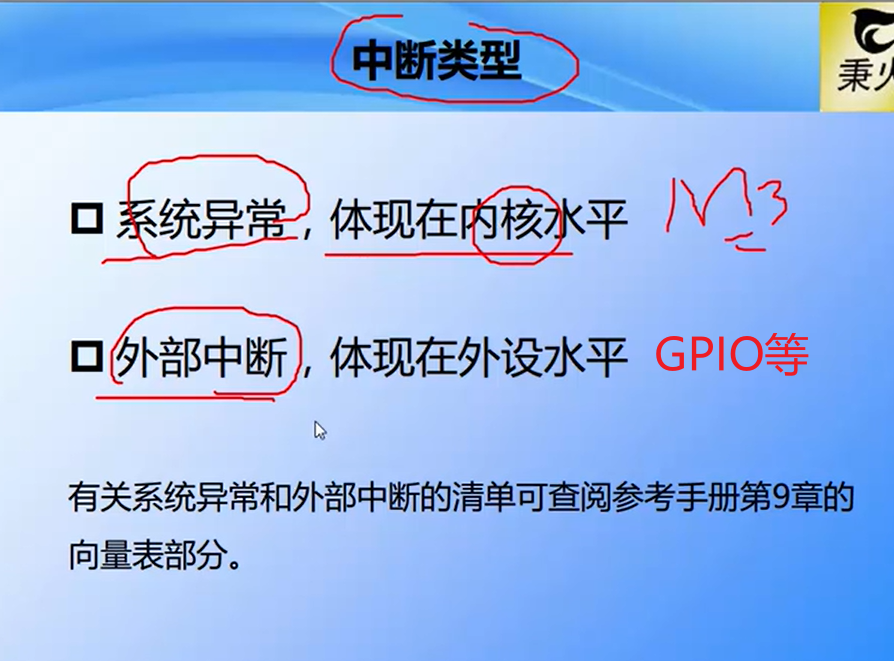 中断类型
秉火
系统异常，体现在内核水平 M3
外部中断，体现在外设水平 GPIO等
有关系统异常和外部中断的清单可查阅参考手册第9章的
向量表部分。